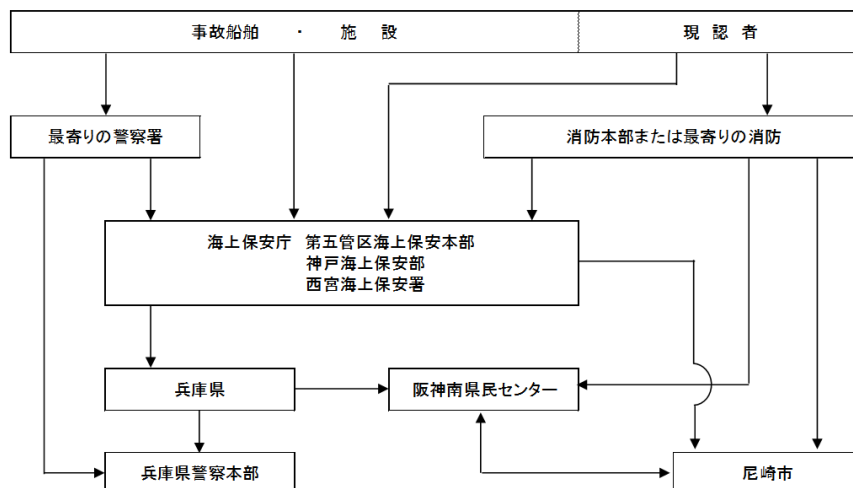 事故船舶 ・ 施 設
現 認 者
最寄りの警察署
消防本部または最寄りの消防
海上保安庁 第五管区海上保安本部
神戸海上保安部
西宮海上保安署
兵庫県
阪神南県民センター
兵庫県警察本部
尼崎市